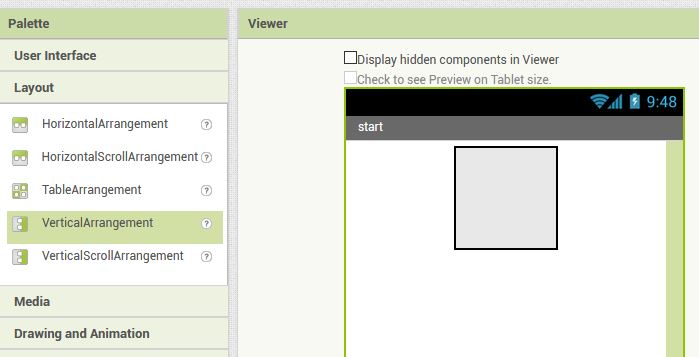 Palette
User Interface
Layout
HorizontalArrangement
HorizontalScrollArrangement
TableArrangement
VerticalArrangement
VerticalScrollArrangement
Media
Drawing and Animation
Viewer
Display hidden components in Viewer
Check to see Preview on Tablet size.
9:48
start